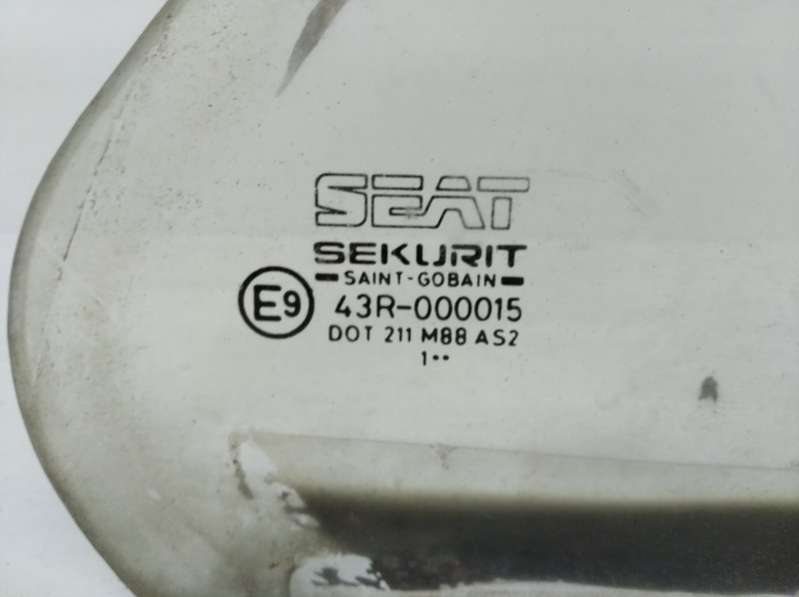 SEAT
SEKURIT
SAINT-GOBAIN
E9 43R-000015
DOT 211 M88 AS2
1••